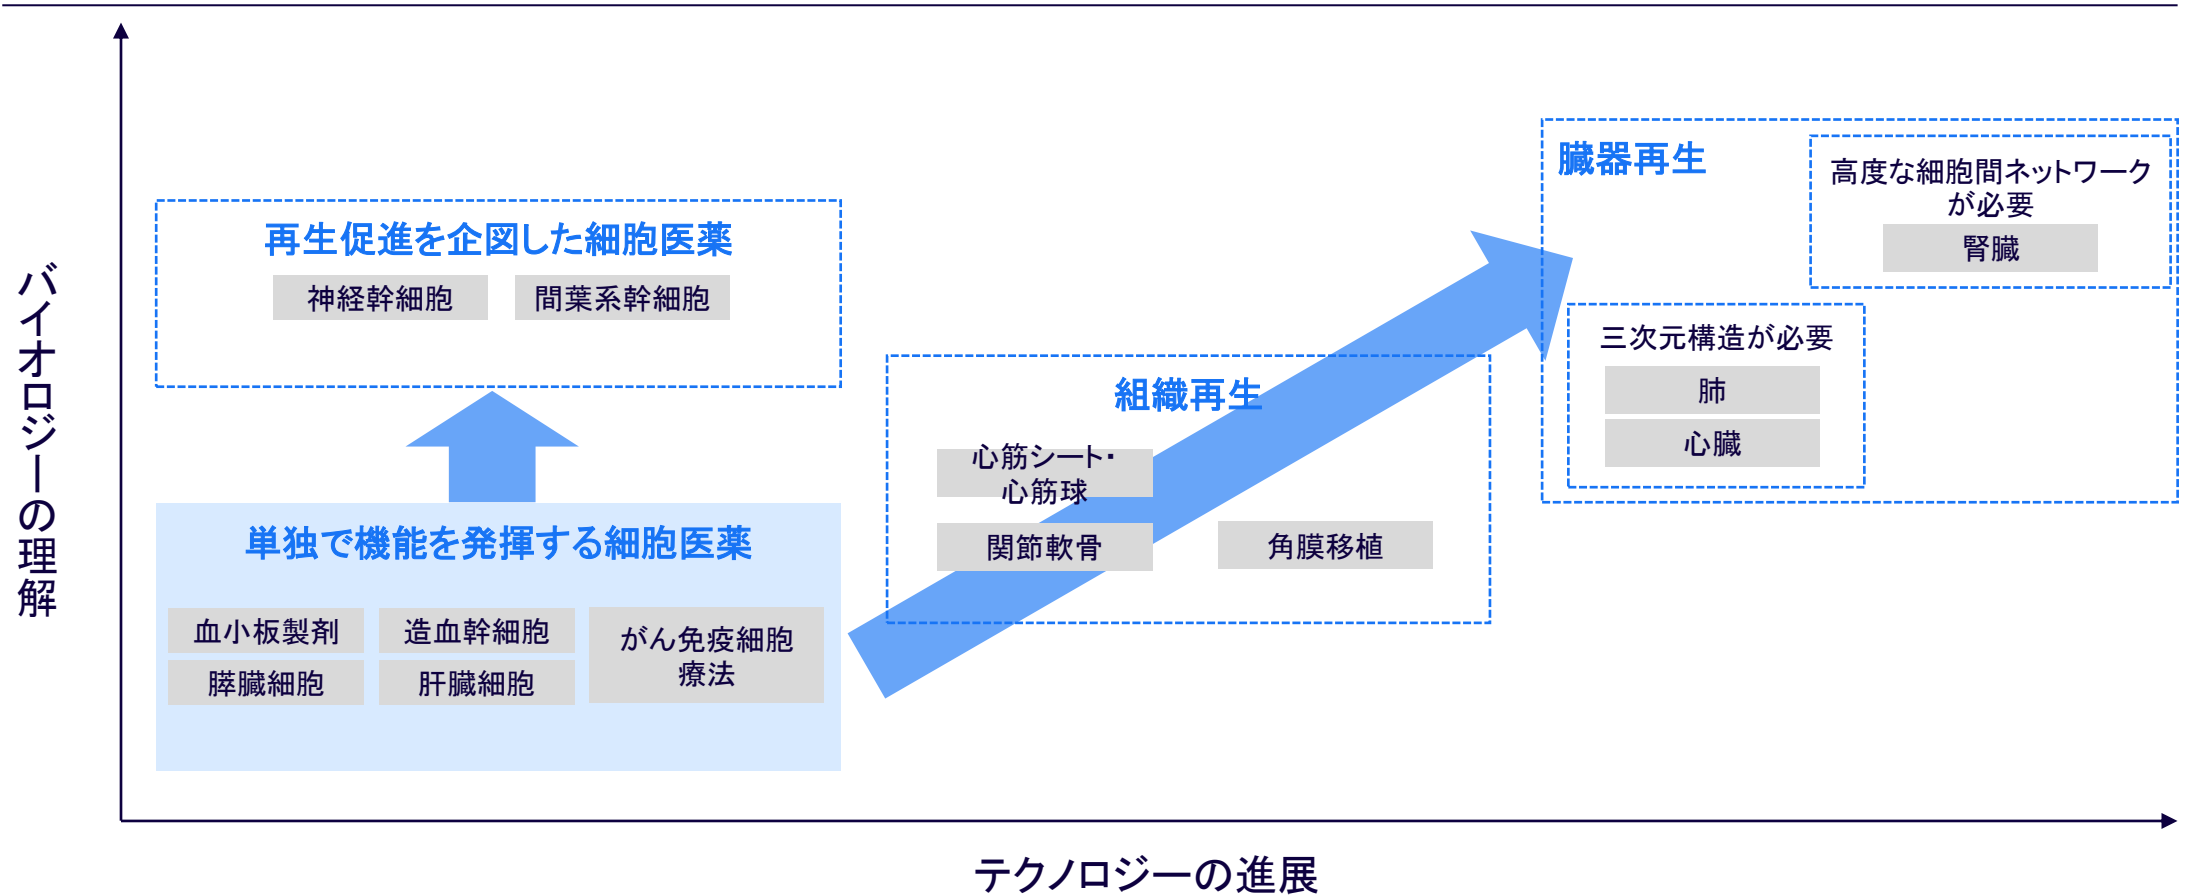 バイオロジーの理解
再生促進を企図した細胞医薬
神経幹細胞
間葉系幹細胞
単独で機能を発揮する細胞医薬
血小板製剤
造血幹細胞
がん免疫細胞
療法
膵臓細胞
肝臓細胞
組織再生
心筋シート・
心筋球
関節軟骨
角膜移植
臓器再生
高度な細胞間ネットワーク
が必要
腎臓
三次元構造が必要
肺
心臓
テクノロジーの進展